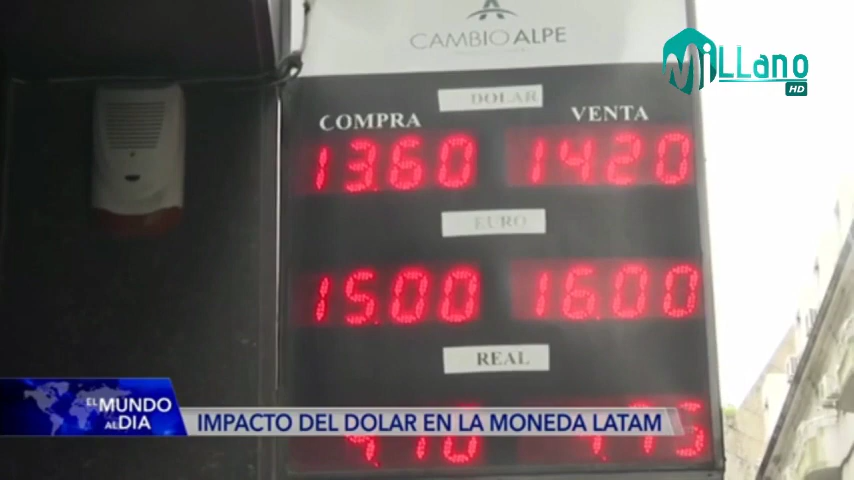 CAMBIO ALPE
MiLLano
HD
DOLAR
COMPRA VENTA
13.60 14.20
EURO
15.00 16.00
REAL
EL MUNDO AL DIA
IMPACTO DEL DOLAR EN LA MONEDA LATAM